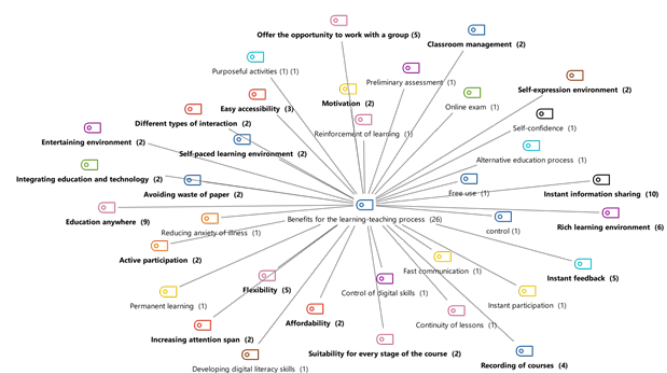 Offer the opportunity to work with a group (5)
Classroom management (2)
Purposeful activities (1) (1)
Preliminary assessment (1)
Self-expression environment (2)
Easy accessibility (3)
Motivation (2)
Online exam (1)
Different types of interaction (2)
Reinforcement of learning (1)
Self-confidence (1)
Entertaining environment (2)
Self-paced learning environment (2)
Alternative education process (1)
Integrating education and technology (2)
Avoiding waste of paper (2)
Free use (1)
Instant information sharing (10)
Education anywhere (9)
Benefits for the learning-teaching process (26)
Rich learning environment (6)
Reducing anxiety of illness (1)
control (1)
Active participation (2)
Fast communication (1)
Instant feedback (5)
Permanent learning (1)
Flexibility (5)
Control of digital skills (1)
Instant participation (1)
Increasing attention span (2)
Affordability (2)
Continuity of lessons (1)
Suitability for every stage of the course (2)
Developing digital literacy skills (1)
Recording of courses (4)